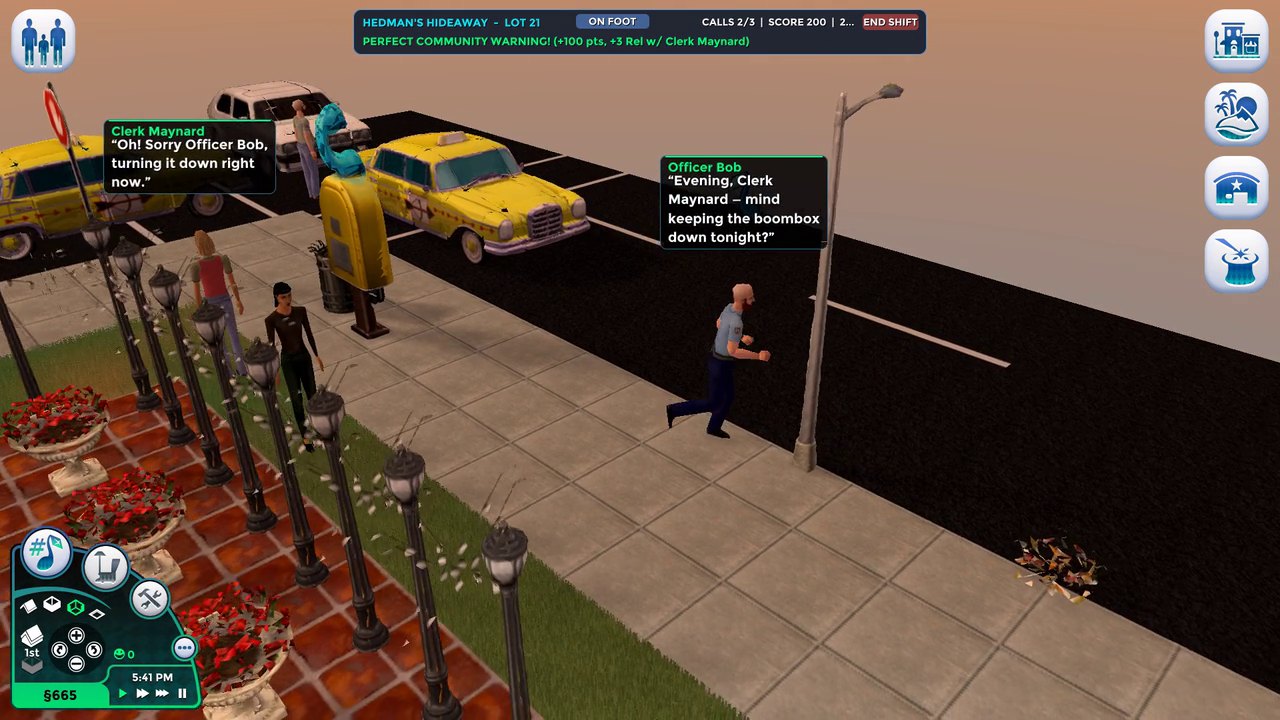 HEDMAN'S HIDEAWAY – LOT 21
ON FOOT
CALLS 2/3 | SCORE 200 | 2...
END SHIFT
PERFECT COMMUNITY WARNING! (+100 pts, +3 Rel w/ Clerk Maynard)
Clerk Maynard
“Oh! Sorry Officer Bob,
turning it down right
now.”
Officer Bob
“Evening, Clerk
Maynard – mind
keeping the boombox
down tonight?”
#
1st
0
5:41 PM
§665